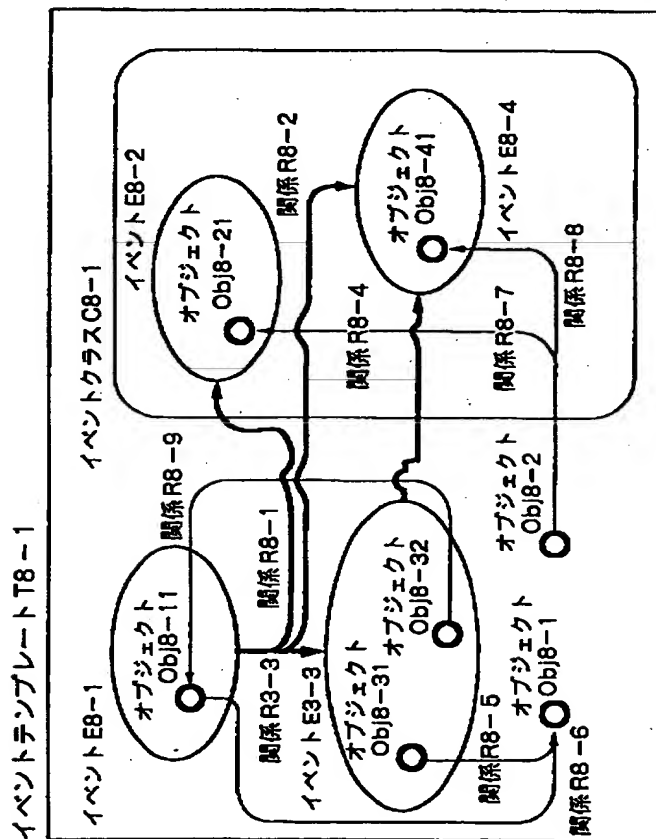 イベントテンプレートT8-1
イベントE8-1
オブジェクト
Obj8-11
関係R8-9
関係R8-1
関係R3-3
イベントE3-3
オブジェクト
Obj8-31
オブジェクト
Obj8-32
関係R8-5
関係R8-6
オブジェクト
Obj8-1
オブジェクト
Obj8-2
イベントクラスC8-1
イベントE8-2
オブジェクト
Obj8-21
関係R8-2
関係R8-4
関係R8-7
オブジェクト
Obj8-41
イベントE8-4
関係R8-8